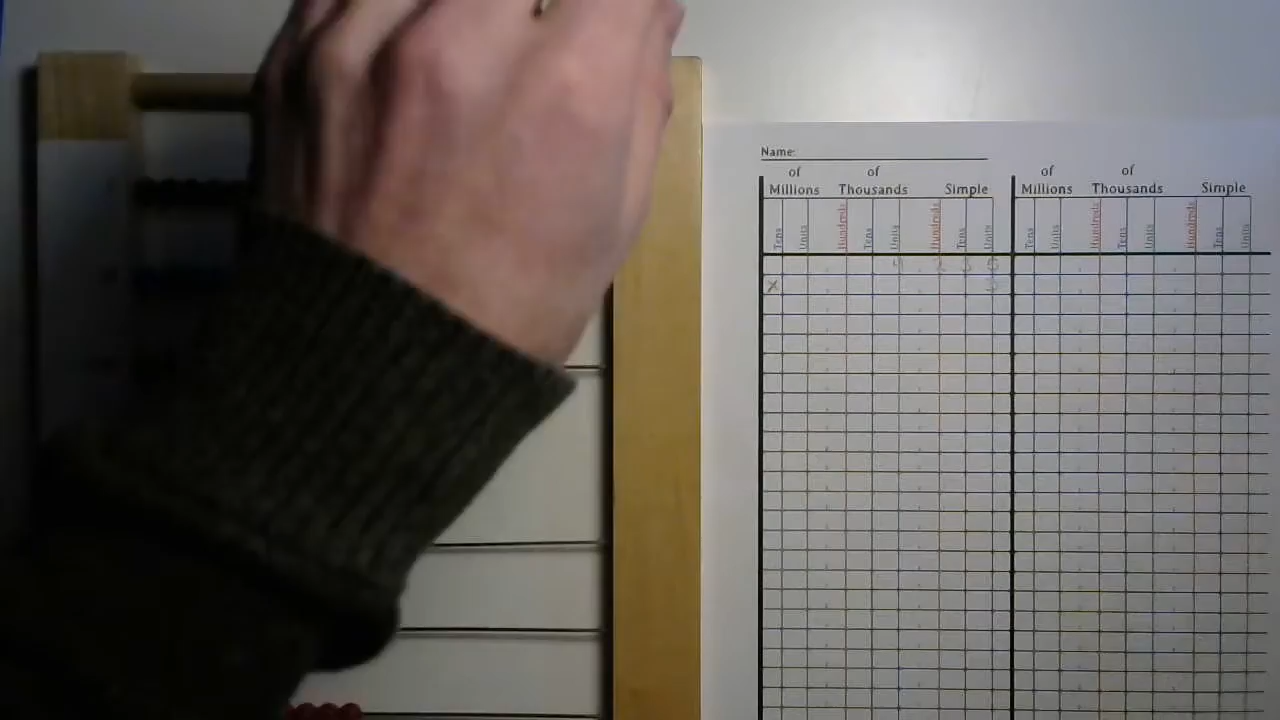 Name:
of of of of
Millions Thousands Simple Millions Thousands Simple
Tens Units Hundreds Tens Units Hundreds Tens Units Tens Units Hundreds Tens Units Hundreds Tens Units
X